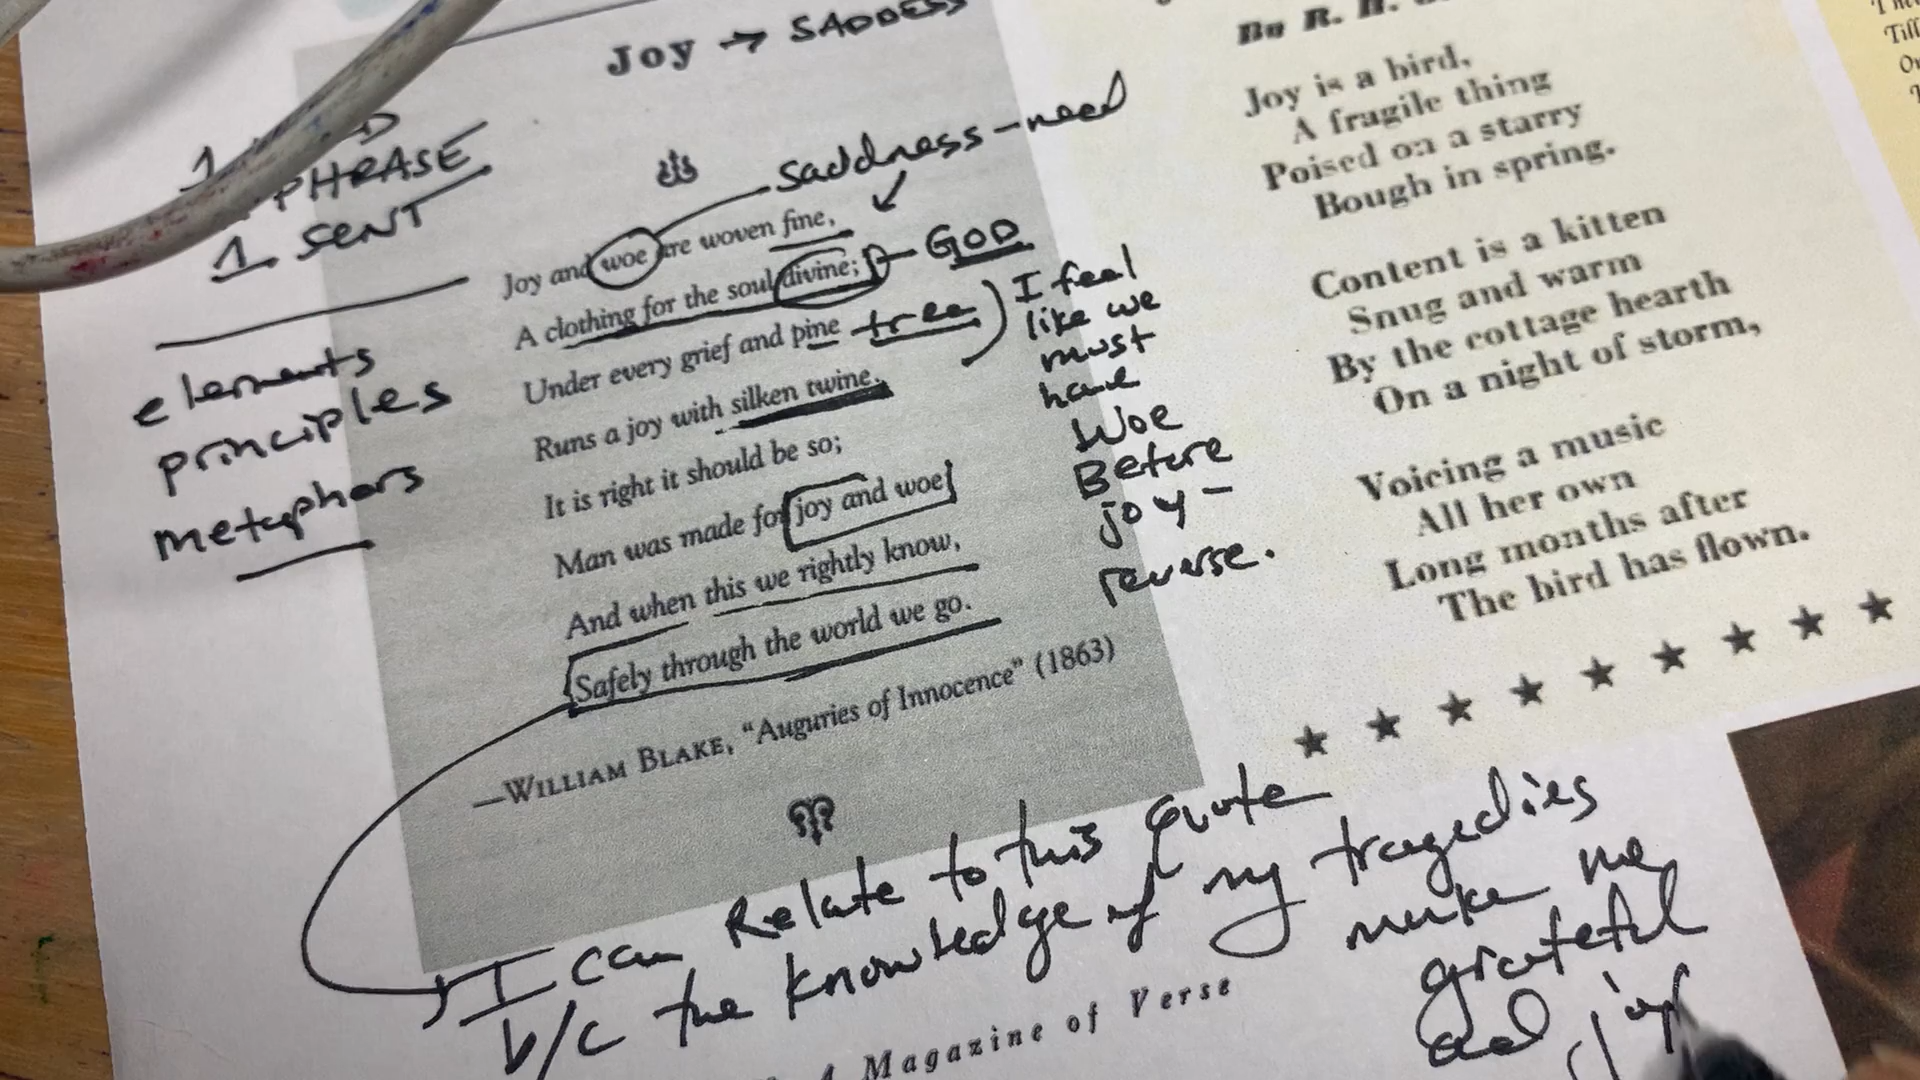 Joy → SADDESS
1
PHRASE
1 SENT
elements
principles
metaphors
saddness - need
Joy and woe are woven fine,
A clothing for the soul divine;
GOD
Under every grief and pine
tree
Runs a joy with silken twine.
It is right it should be so;
Man was made for joy and woe
And when this we rightly know,
Safely through the world we go.
—WILLIAM BLAKE, “Auguries of Innocence” (1863)
I feel
like we
must
have
Woe
Before
joy -
reverse.
I can Relate to this quote
b/c the knowledge of my tragedies
make me
grateful
ad joy
A Magazine of Verse
By R. H.
Joy is a bird,
A fragile thing
Poised on a starry
Bough in spring.
Content is a kitten
Snug and warm
By the cottage hearth
On a night of storm,
Voicing a music
All her own
Long months after
The bird has flown.
Till